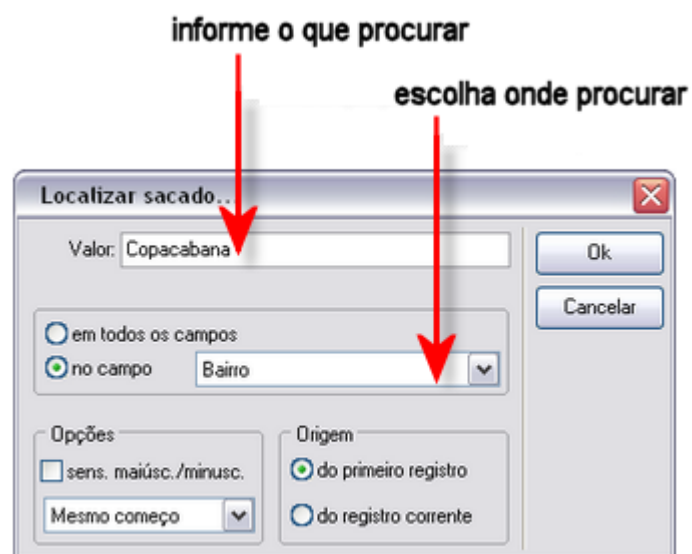 informe o que procurar
escolha onde procurar
Localizar sacado...
Valor: Copacabana
Ok
Cancelar
em todos os campos
no campo Bairro
Opções
sens. maiúsc./minusc.
Mesmo começo
Origem
do primeiro registro
do registro corrente